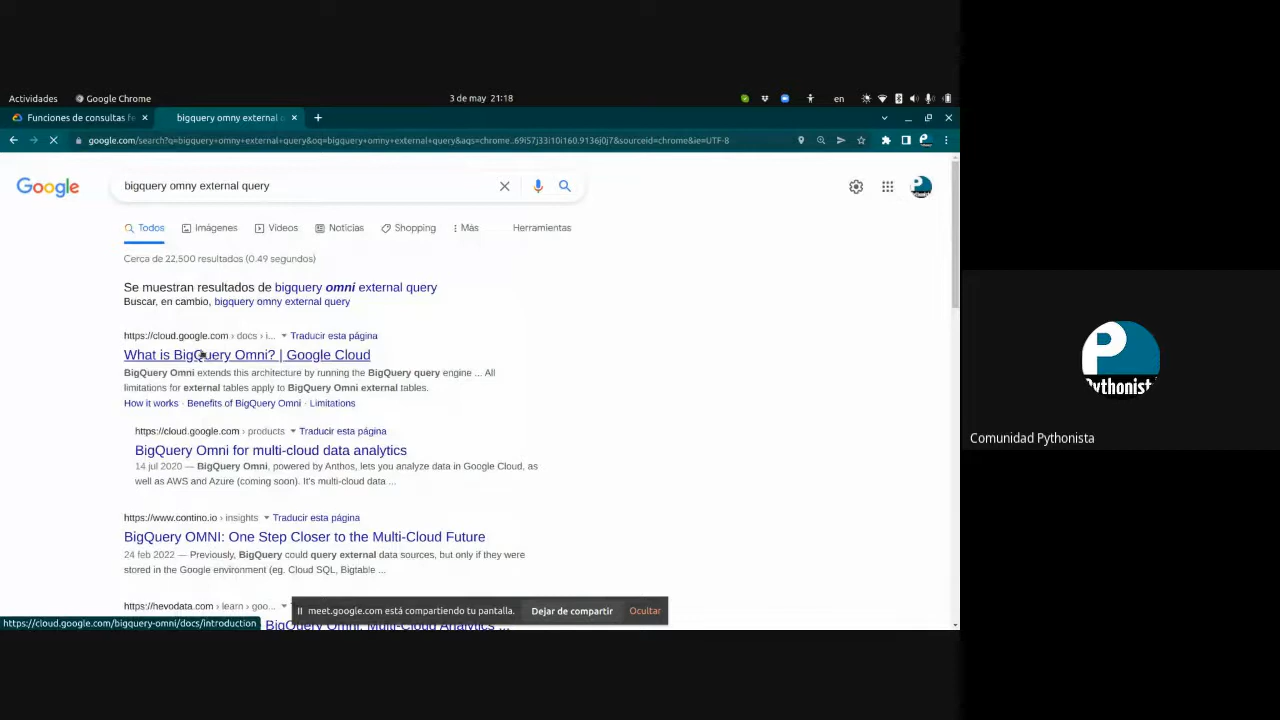 Actividades
Google Chrome
3 de may 21:18
en
Funciones de consultas fe
bigquery omny external q
google.com/search?q=bigquery+omny+external+query&oq=bigquery+omny+external+query&aqs=chrome..69i57j33i10i160.9136j0j7&sourceid=chrome&ie=UTF-8
Google
bigquery omny external query
Todos
Imágenes
Videos
Noticias
Shopping
Más
Herramientas
Cerca de 22,500 resultados (0.49 segundos)
Se muestran resultados de bigquery omni external query
Buscar, en cambio, bigquery omny external query
https://cloud.google.com › docs › i... Traducir esta página
What is BigQuery Omni? | Google Cloud
BigQuery Omni extends this architecture by running the BigQuery query engine ... All
limitations for external tables apply to BigQuery Omni external tables.
How it works · Benefits of BigQuery Omni · Limitations
https://cloud.google.com › products Traducir esta página
BigQuery Omni for multi-cloud data analytics
14 jul 2020 — BigQuery Omni, powered by Anthos, lets you analyze data in Google Cloud, as
well as AWS and Azure (coming soon). It's multi-cloud data ...
https://www.contino.io › insights Traducir esta página
BigQuery OMNI: One Step Closer to the Multi-Cloud Future
24 feb 2022 — Previously, BigQuery could query external data sources, but only if they were
stored in the Google environment (eg. Cloud SQL, Bigtable ...
https://hevodata.com › learn › goo...
meet.google.com está compartiendo tu pantalla.
Dejar de compartir
Ocultar
https://cloud.google.com/bigquery-omni/docs/introduction
BigQuery Omni: Multi-Cloud Analytics ...
Pythonist
Comunidad Pythonista